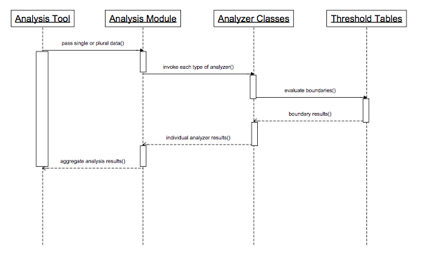 Analysis Tool
Analysis Module
Analyzer Classes
Threshold Tables
pass single or plural data()
invoke each type of analyzer()
evaluate boundaries()
boundary results()
individual analyzer results()
aggregate analysis results()